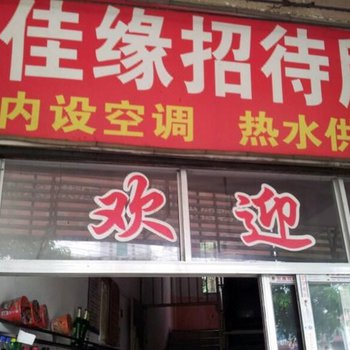 佳缘招待
内设空调 热水供
欢迎